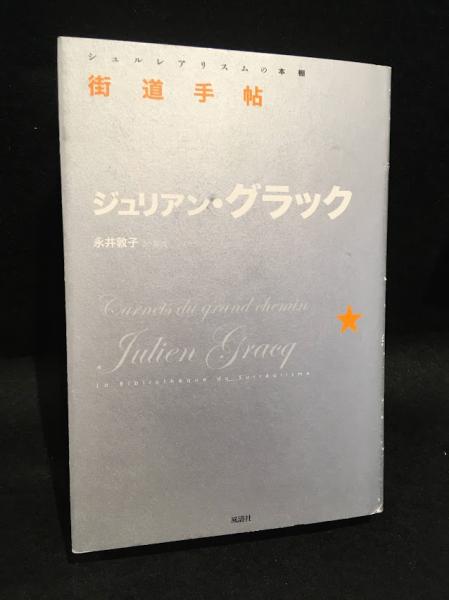 シュルレアリスムの本棚
街道手帖
ジュリアン・グラック
永井敦子
Carnets du grand chemin
Julien Gracq
La Bibliothèque du Surréalisme
風濤社